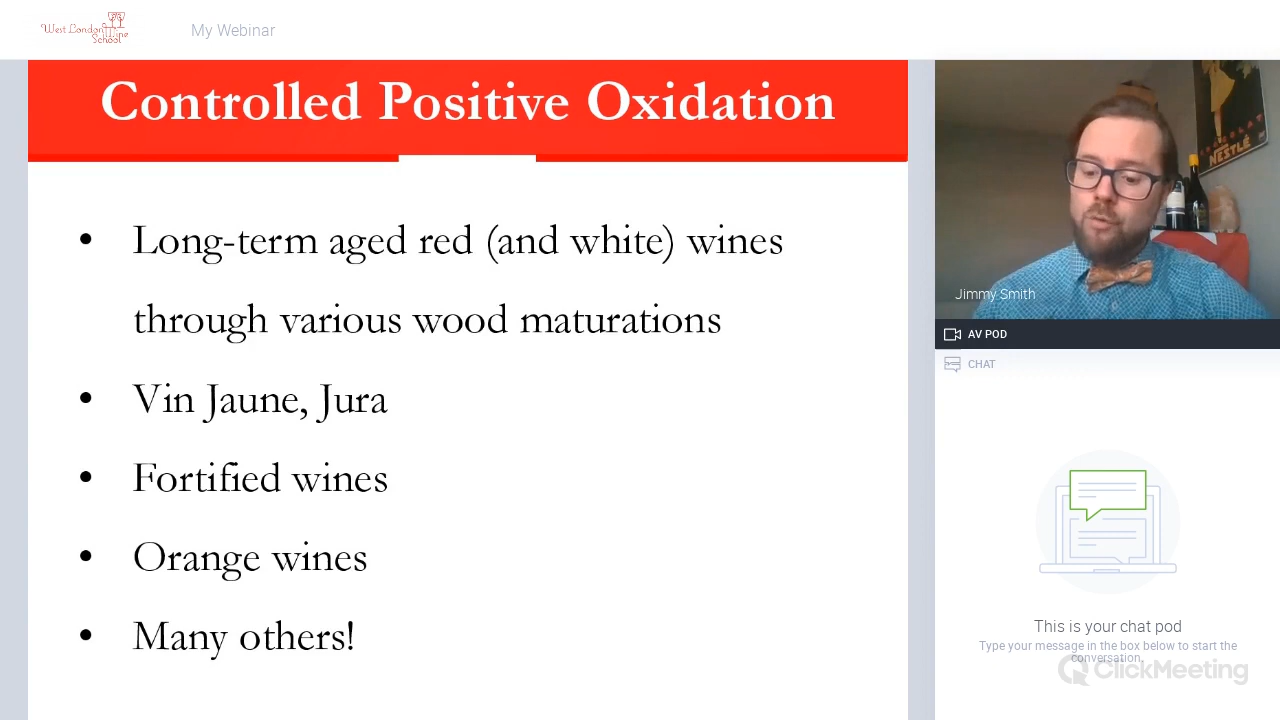 West London Wine
School
My Webinar
Controlled Positive Oxidation
• Long-term aged red (and white) wines
through various wood maturations
• Vin Jaune, Jura
• Fortified wines
• Orange wines
• Many others!
NESTLÉ
Jimmy Smith
AV POD
CHAT
This is your chat pod
Type your message in the box below to start the
conversation.
ClickMeeting